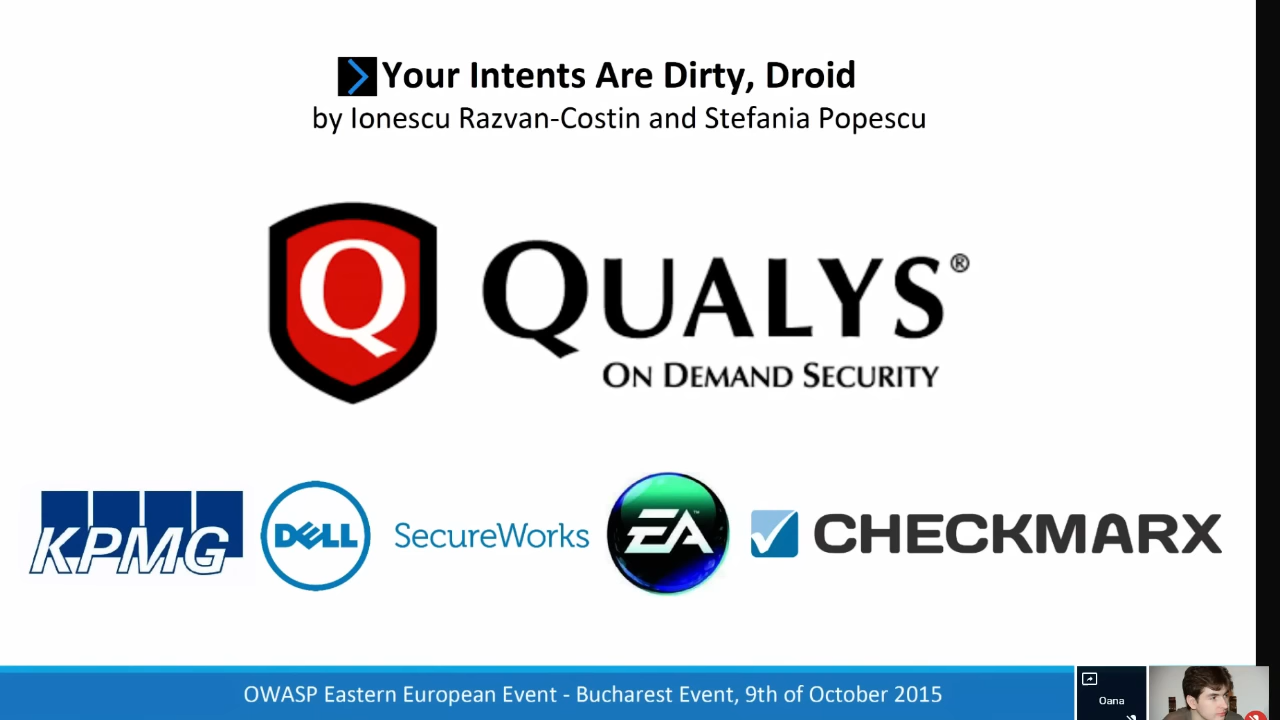 Your Intents Are Dirty, Droid
by Ionescu Razvan-Costin and Stefania Popescu
Q QUALYS®
ON DEMAND SECURITY
KPMG
DELL
SecureWorks
EA™
CHECKMARX
OWASP Eastern European Event - Bucharest Event, 9th of October 2015
Oana